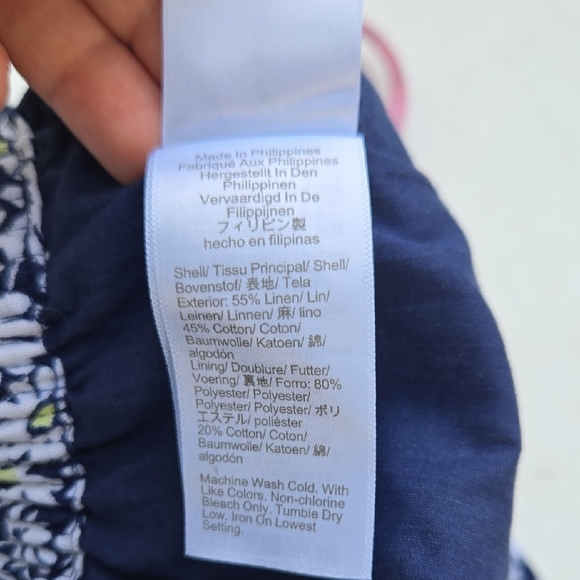 Made In Philippines
Fabriqué Aux Philippines
Hergestellt In Den
Philippinen
Vervaardigd In De
Filippijnen
フィリピン製
hecho en filipinas
Shell/ Tissu Principal/ Shell/
Bovenstof/ 表地/ Tela
Exterior: 55% Linen/ Lin/
Leinen/ Linnen/ 麻/ lino
45% Cotton/ Coton/
Baumwolle/ Katoen/ 綿/
algodón
Lining/ Doublure/ Futter/
Voering/ 裏地/ Forro: 80%
Polyester/ Polyester/
Polyester/ Polyester/ ポリ
エステル/ poliéster
20% Cotton/ Coton/
Baumwolle/ Katoen/ 綿/
algodón
Machine Wash Cold. With
Like Colors. Non-chlorine
Bleach Only. Tumble Dry
Low. Iron On Lowest
Setting.